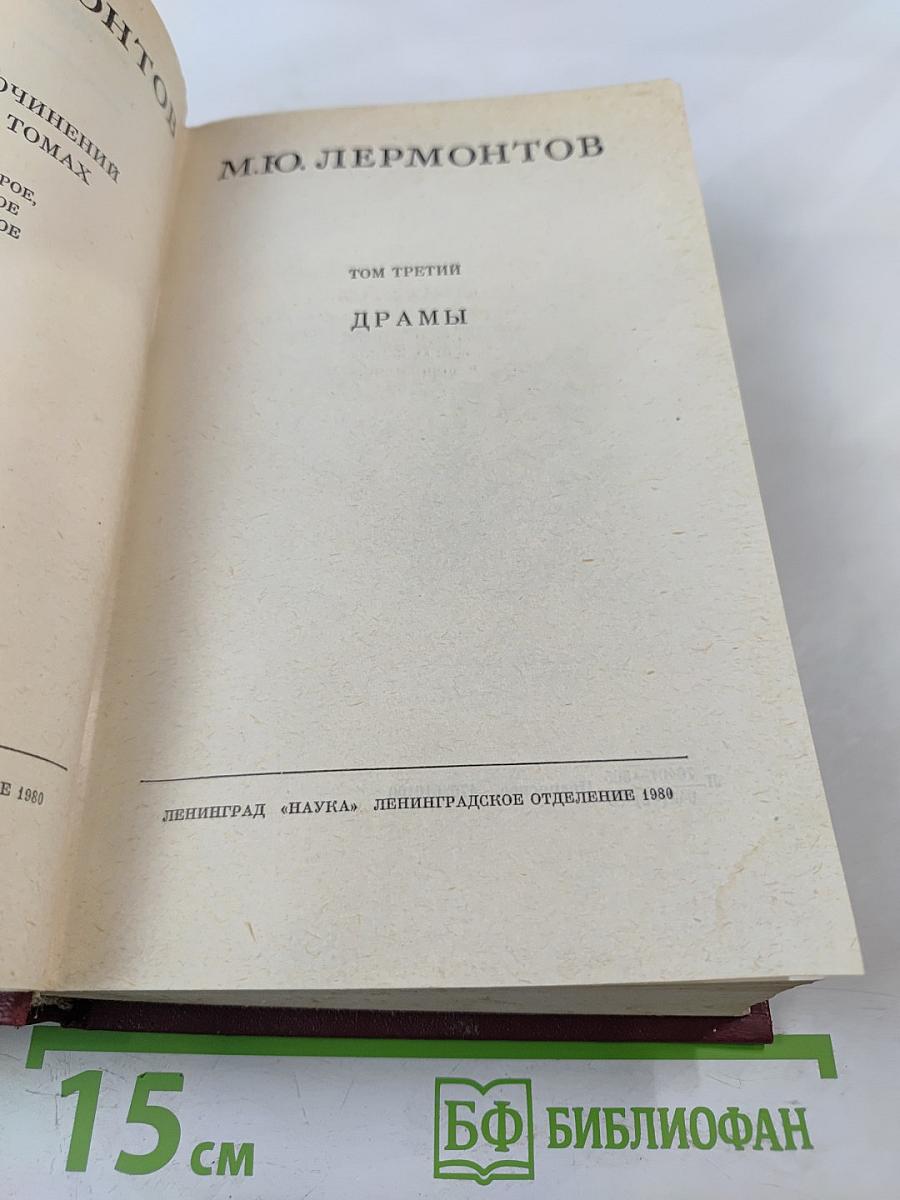 ОЧИНЕНИЙ
ТОМАХ
Е 1980
М.Ю. ЛЕРМОНТОВ
ТОМ ТРЕТИЙ
ДРАМЫ
ЛЕНИНГРАД «НАУКА» ЛЕНИНГРАДСКОЕ ОТДЕЛЕНИЕ 1980
15 см
БФ БИБЛИОФАН